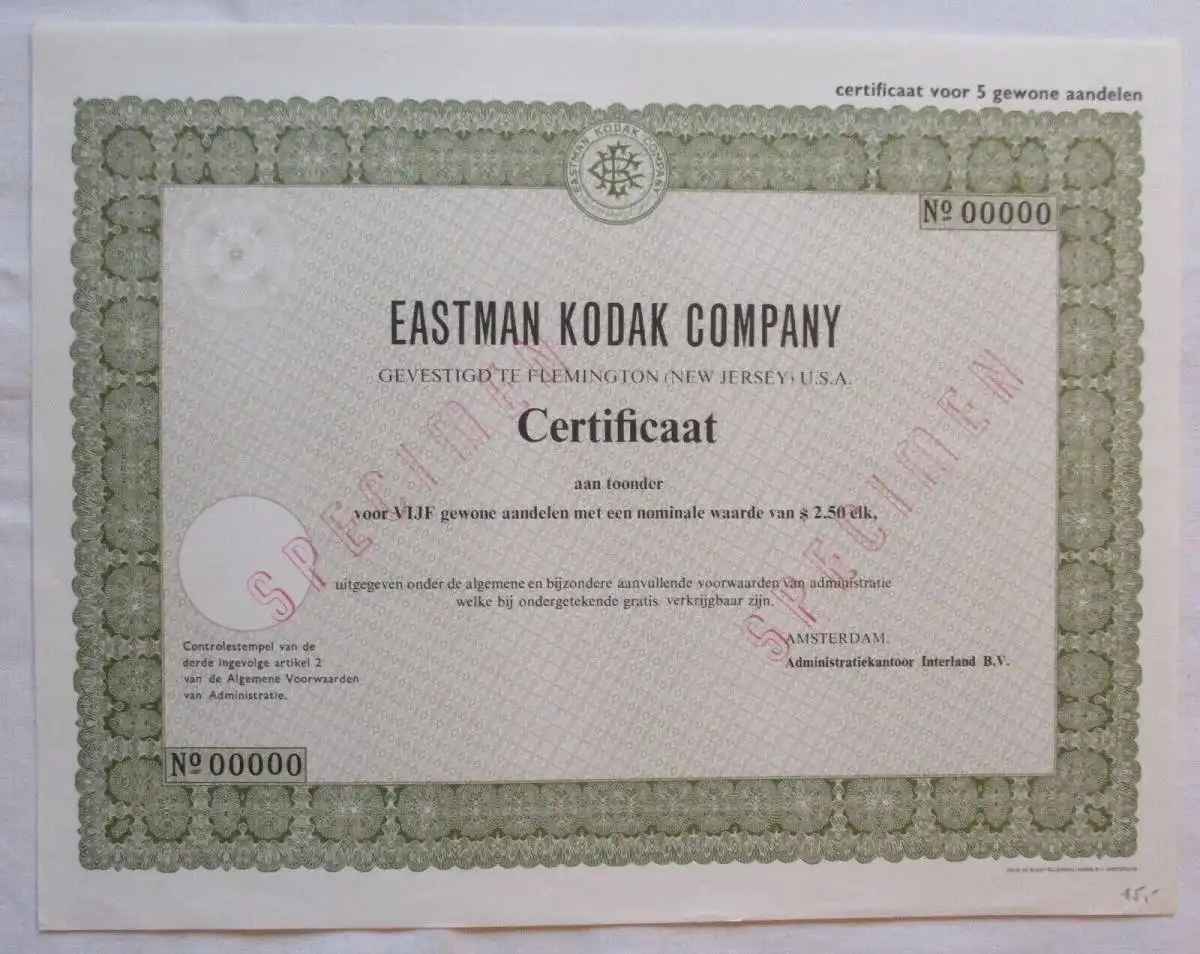 certificaat voor 5 gewone aandelen
EASTMAN KODAK COMPANY
Nº 00000
EASTMAN KODAK COMPANY
GEVESTIGD TE FLEMINGTON (NEW JERSEY) U.S.A.
Certificaat
aan toonder
voor VIJF gewone aandelen met een nominale waarde van $ 2.50 elk,
SPECIMEN
SPECIMEN
uitgegeven onder de algemene en bijzondere aanvullende voorwaarden van administratie
welke bij ondergetekende gratis verkrijgbaar zijn.
AMSTERDAM.
Administratiekantoor Interland B.V.
Controlestempel van de
derde ingevolge artikel 2
van de Algemene Voorwaarden
van Administratie.
Nº 00000
15,-